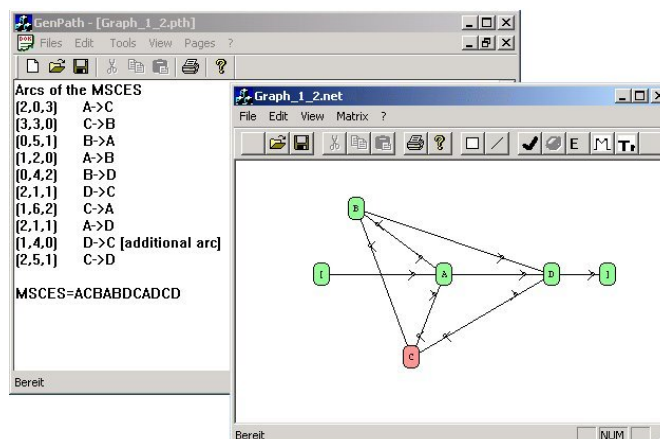 GenPath - [Graph_1_2.pth]
Files Edit Tools View Pages ?
Arcs of the MSCES
(2,0,3) A->C
(3,3,0) C->B
(0,5,1) B->A
(1,2,0) A->B
(0,4,2) B->D
(2,1,1) D->C
(1,6,2) C->A
(2,1,1) A->D
(1,4,0) D->C [additional arc]
(2,5,1) C->D
MSCES=ACBABDCADCD
Bereit
Graph_1_2.net
File Edit View Matrix ?
E M T
B
[ A D ]
C
Bereit
NUM